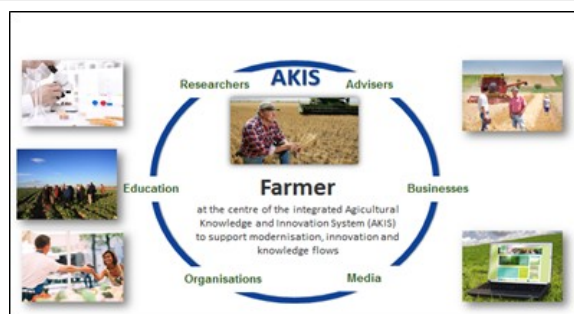 AKIS
Researchers
Advisers
Farmer
Education
Businesses
at the centre of the integrated Agicultural
Knowledge and Innovation System (AKIS)
to support modernisation, innovation and
knowledge flows
Organisations
Media